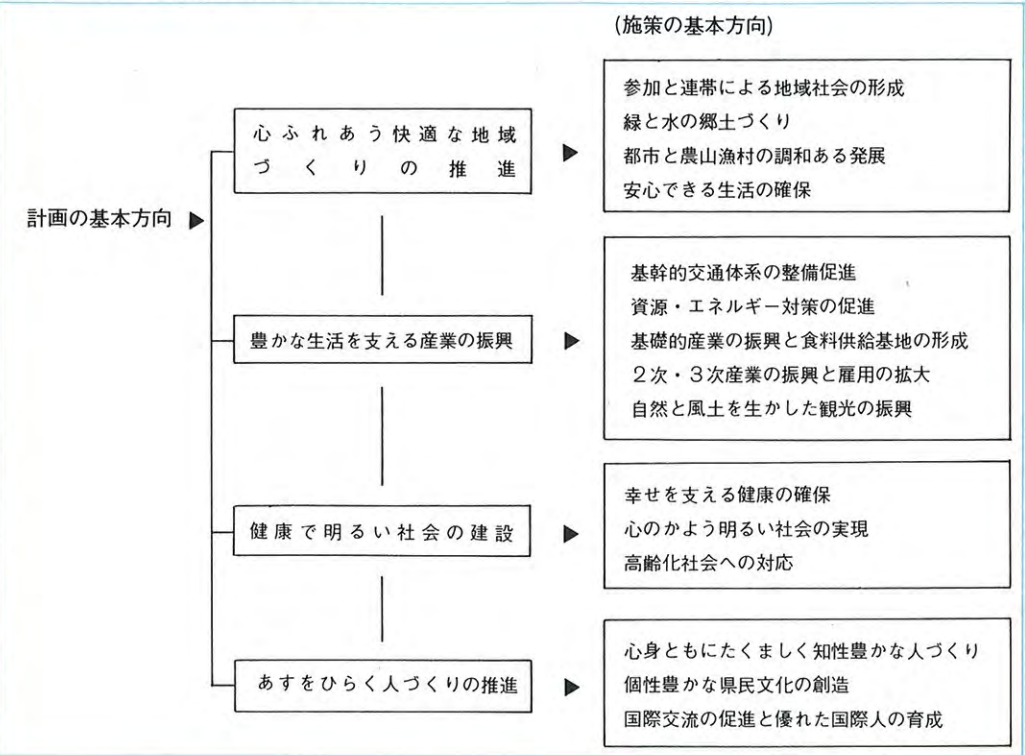 (施策の基本方向)
計画の基本方向 ▶
心ふれあう快適な地域
づくりの推進
▶
参加と連帯による地域社会の形成
緑と水の郷土づくり
都市と農山漁村の調和ある発展
安心できる生活の確保
豊かな生活を支える産業の振興
▶
基幹的交通体系の整備促進
資源・エネルギー対策の促進
基礎的産業の振興と食料供給基地の形成
2次・3次産業の振興と雇用の拡大
自然と風土を生かした観光の振興
健康で明るい社会の建設
▶
幸せを支える健康の確保
心のかよう明るい社会の実現
高齢化社会への対応
あすをひらく人づくりの推進
▶
心身ともにたくましく知性豊かな人づくり
個性豊かな県民文化の創造
国際交流の促進と優れた国際人の育成